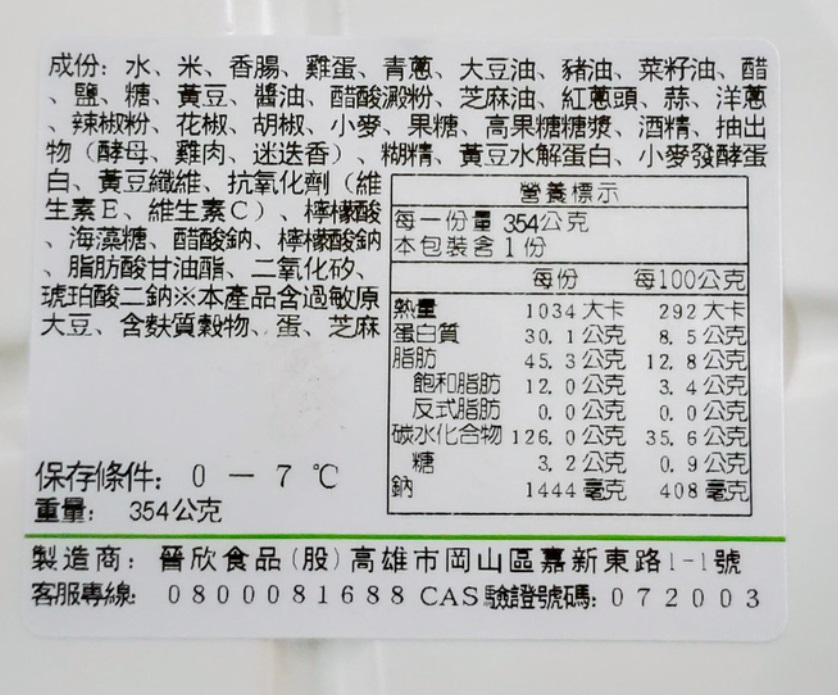 成份: 水、米、香腸、雞蛋、青蔥、大豆油、豬油、菜籽油、醋
、鹽、糖、黃豆、醬油、醋酸澱粉、芝麻油、紅蔥頭、蒜、洋蔥
、辣椒粉、花椒、胡椒、小麥、果糖、高果糖糖漿、酒精、抽出
物(酵母、雞肉、迷迭香)、糊精、黃豆水解蛋白、小麥發酵蛋
白、黃豆纖維、抗氧化劑(維
生素E、維生素C)、檸檬酸
、海藻糖、醋酸鈉、檸檬酸鈉
、脂肪酸甘油酯、二氧化矽、
琥珀酸二鈉※本產品含過敏原
大豆、含麩質穀物、蛋、芝麻
營養標示
每一份量 354公克
本包裝含 1 份
每份 每100公克
熱量 1034 大卡 292 大卡
蛋白質 30.1 公克 8.5 公克
脂肪 45.3 公克 12.8 公克
飽和脂肪 12.0 公克 3.4 公克
反式脂肪 0.0 公克 0.0 公克
碳水化合物 126.0 公克 35.6 公克
糖 3.2 公克 0.9 公克
鈉 1444 毫克 408 毫克
保存條件: 0 — 7 ℃
重量: 354公克
製造商: 晉欣食品(股)高雄市岡山區嘉新東路1-1號
客服專線: 0800081688 CAS驗證號碼: 072003